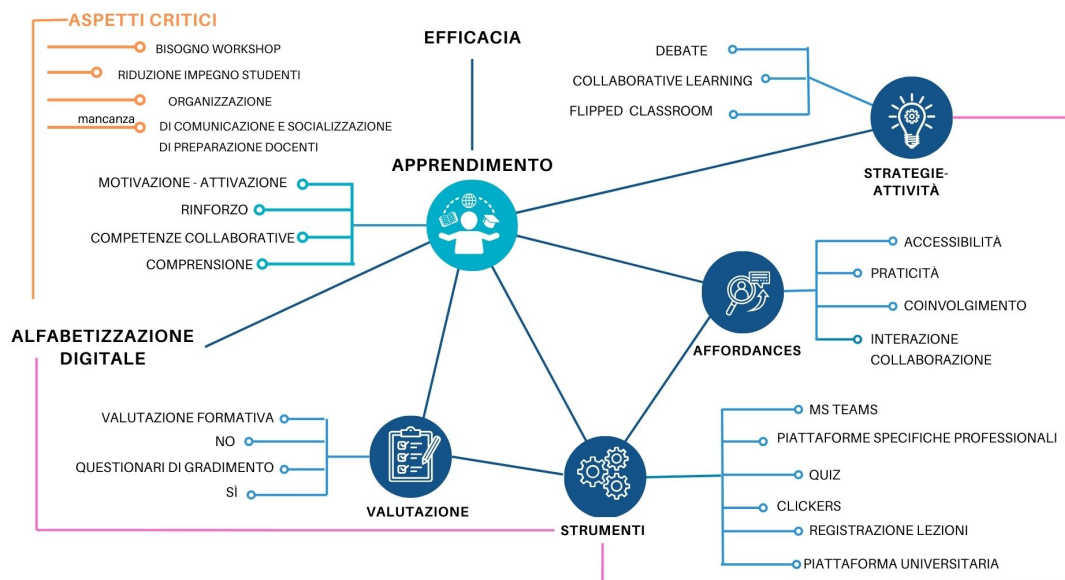 ASPETTI CRITICI
BISOGNO WORKSHOP
RIDUZIONE IMPEGNO STUDENTI
ORGANIZZAZIONE
mancanza
DI COMUNICAZIONE E SOCIALIZZAZIONE
DI PREPARAZIONE DOCENTI
EFFICACIA
APPRENDIMENTO
MOTIVAZIONE - ATTIVAZIONE
RINFORZO
COMPETENZE COLLABORATIVE
COMPRENSIONE
DEBATE
COLLABORATIVE LEARNING
FLIPPED CLASSROOM
STRATEGIE-
ATTIVITÀ
ACCESSIBILITÀ
PRATICITÀ
COINVOLGIMENTO
INTERAZIONE
COLLABORAZIONE
AFFORDANCES
ALFABETIZZAZIONE
DIGITALE
VALUTAZIONE FORMATIVA
NO
QUESTIONARI DI GRADIMENTO
SÌ
VALUTAZIONE
STRUMENTI
MS TEAMS
PIATTAFORME SPECIFICHE PROFESSIONALI
QUIZ
CLICKERS
REGISTRAZIONE LEZIONI
PIATTAFORMA UNIVERSITARIA